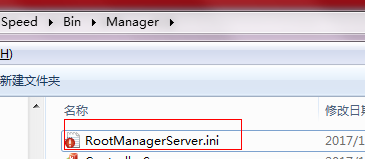 Speed ▸ Bin ▸ Manager ▸
H)
新建文件夹
名称 修改日期
RootManagerServer.ini 2017/1